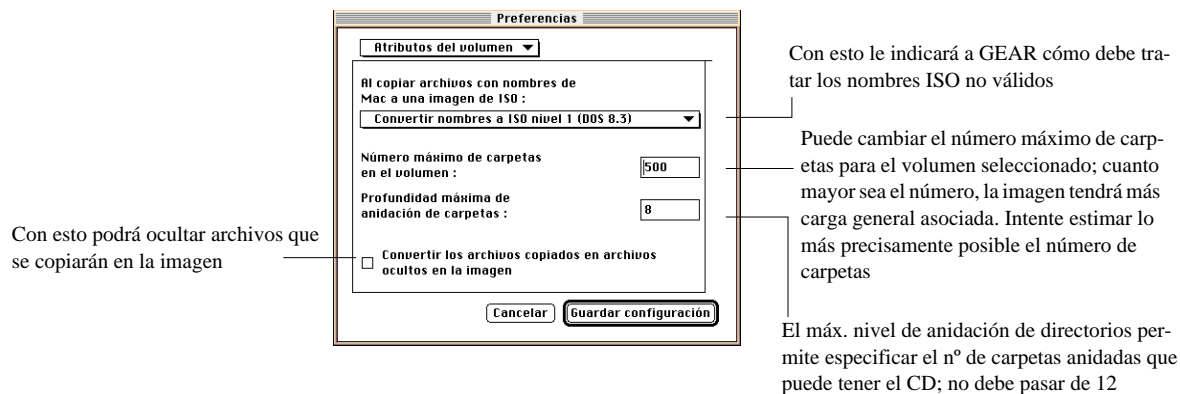 Preferencias
Atributos del volumen
Al copiar archivos con nombres de
Mac a una imagen de ISO :
Convertir nombres a ISO nivel 1 (DOS 8.3)
Número máximo de carpetas
en el volumen :
500
Profundidad máxima de
anidación de carpetas :
8
Convertir los archivos copiados en archivos
ocultos en la imagen
Cancelar
Guardar configuración
Con esto podrá ocultar archivos que
se copiarán en la imagen
Con esto le indicará a GEAR cómo debe tra-
tar los nombres ISO no válidos
Puede cambiar el número máximo de carp-
etas para el volumen seleccionado; cuanto
mayor sea el número, la imagen tendrá más
carga general asociada. Intente estimar lo
más precisamente posible el número de
carpetas
El máx. nivel de anidación de directorios per-
mite especificar el nº de carpetas anidadas que
puede tener el CD; no debe pasar de 12